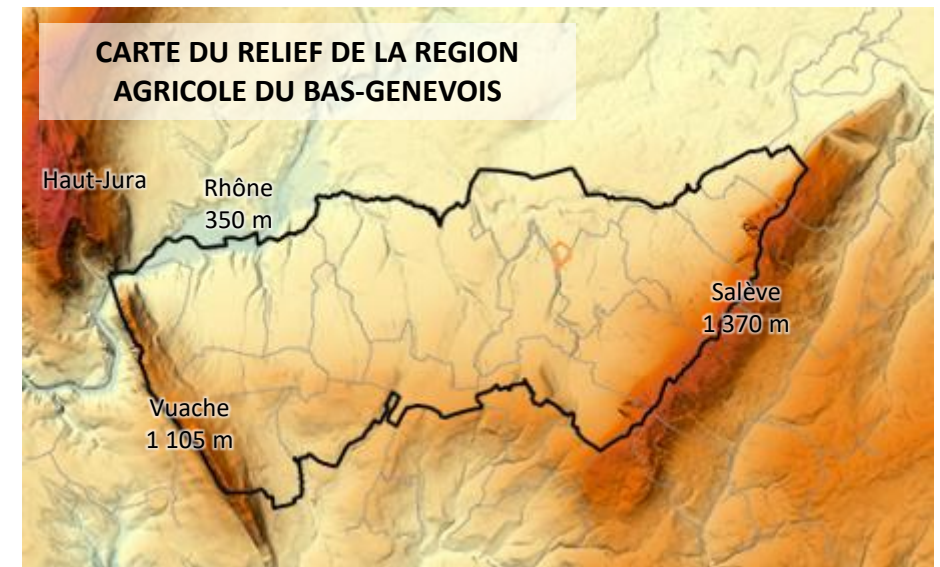 CARTE DU RELIEF DE LA REGION
AGRICOLE DU BAS-GENEVOIS
Haut-Jura
Rhône
350 m
Salève
1 370 m
Vuache
1 105 m